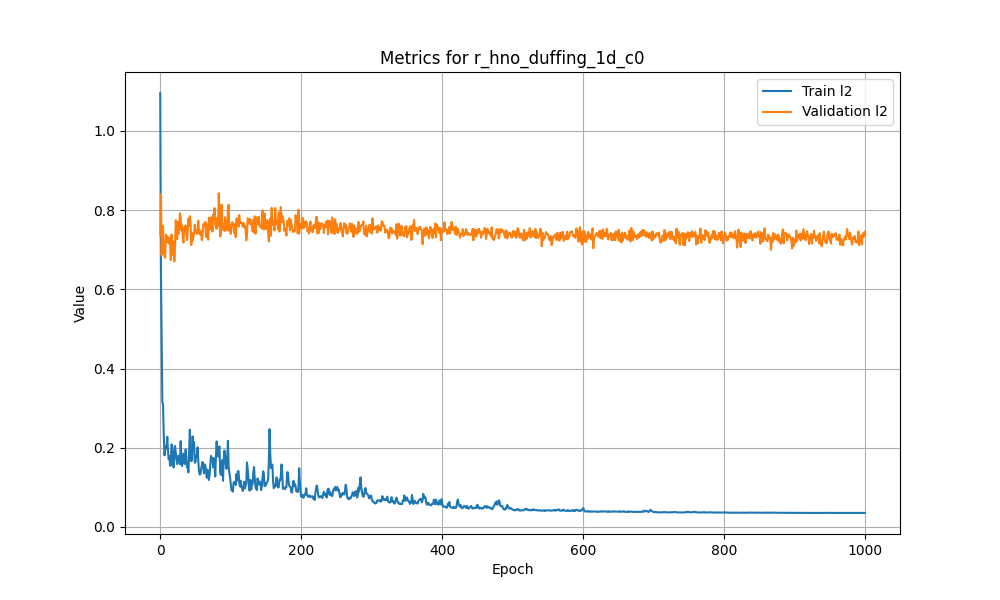 Metrics for r_hno_duffing_1d_c0
Train l2
Validation l2
Value
1.0
0.8
0.6
0.4
0.2
0.0
0 200 400 600 800 1000
Epoch